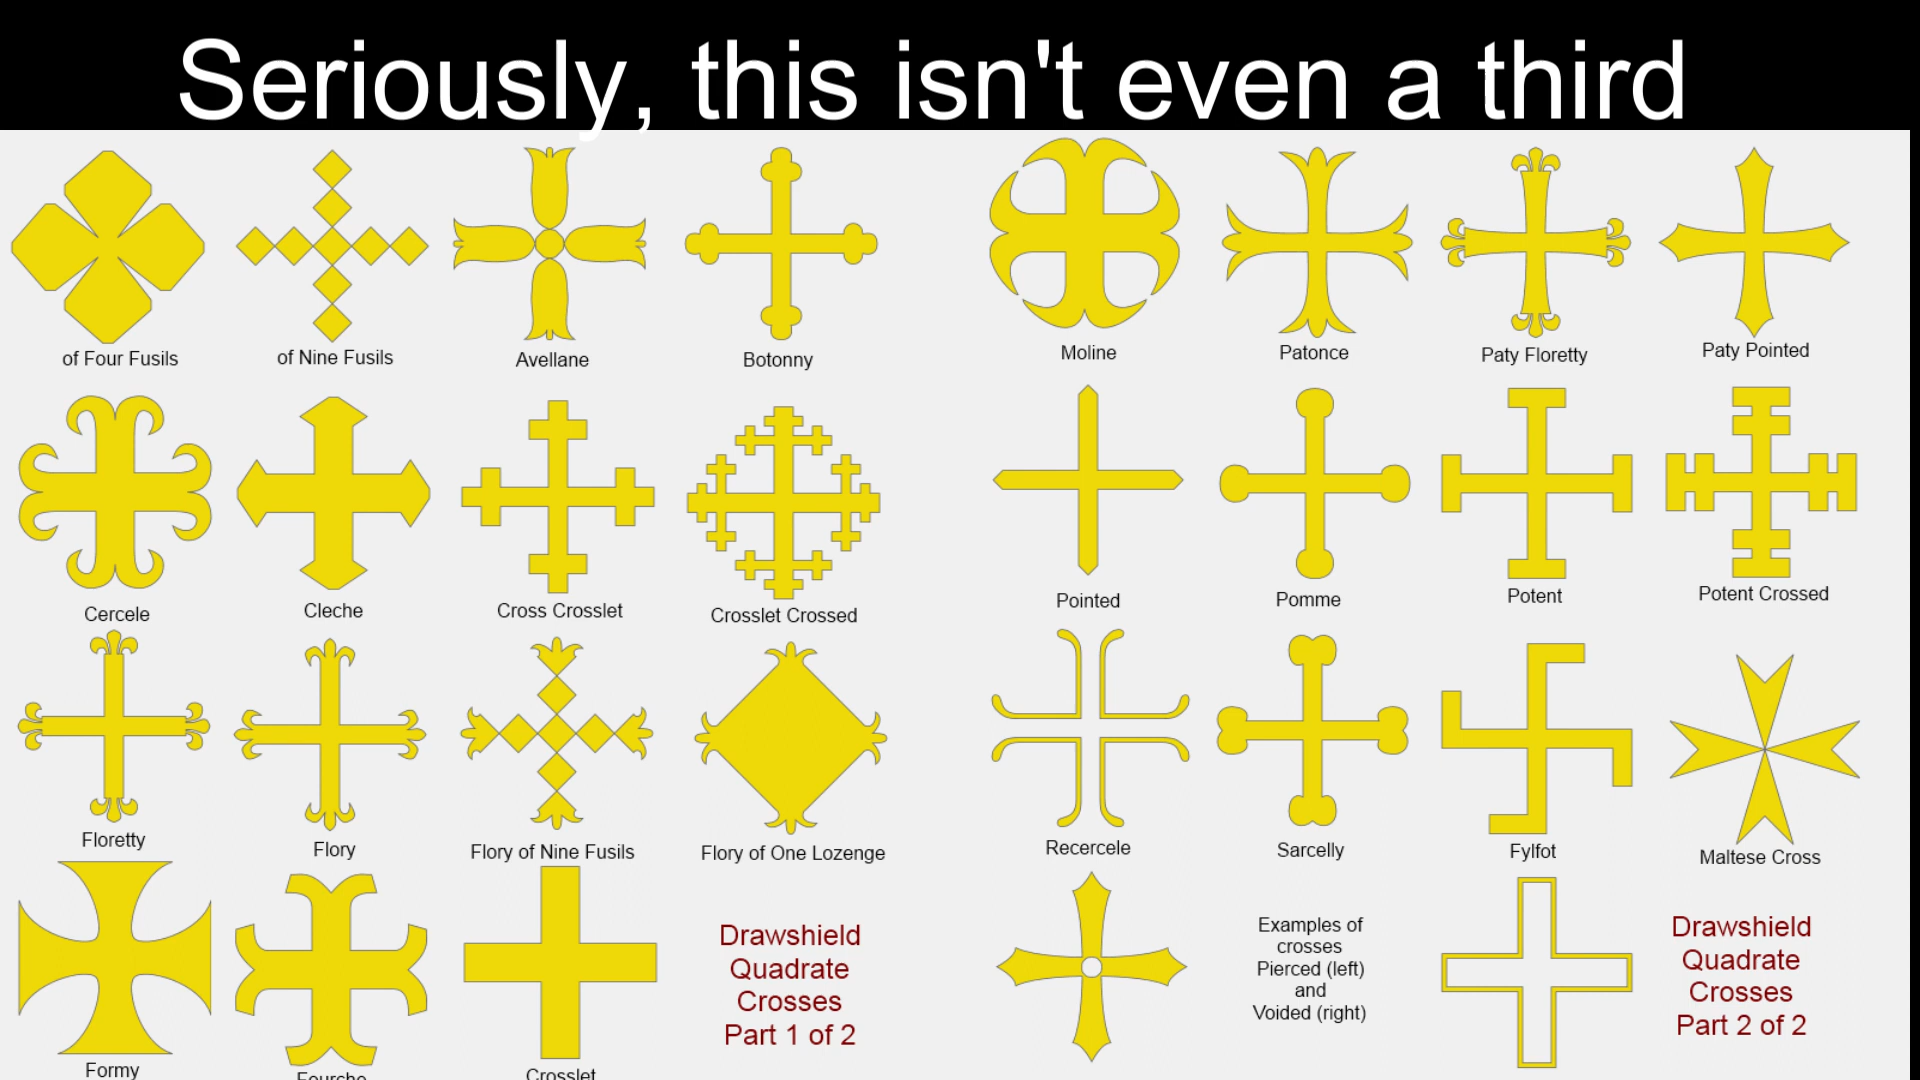 Seriously, this isn't even a third
of Four Fusils
of Nine Fusils
Avellane
Botonny
Moline
Patonce
Paty Floretty
Paty Pointed
Cercele
Cleche
Cross Crosslet
Crosslet Crossed
Pointed
Pomme
Potent
Potent Crossed
Floretty
Flory
Flory of Nine Fusils
Flory of One Lozenge
Recercele
Sarcelly
Fylfot
Maltese Cross
Formy
Fourche
Crosslet
Drawshield
Quadrate
Crosses
Part 1 of 2
Examples of
crosses
Pierced (left)
and
Voided (right)
Drawshield
Quadrate
Crosses
Part 2 of 2